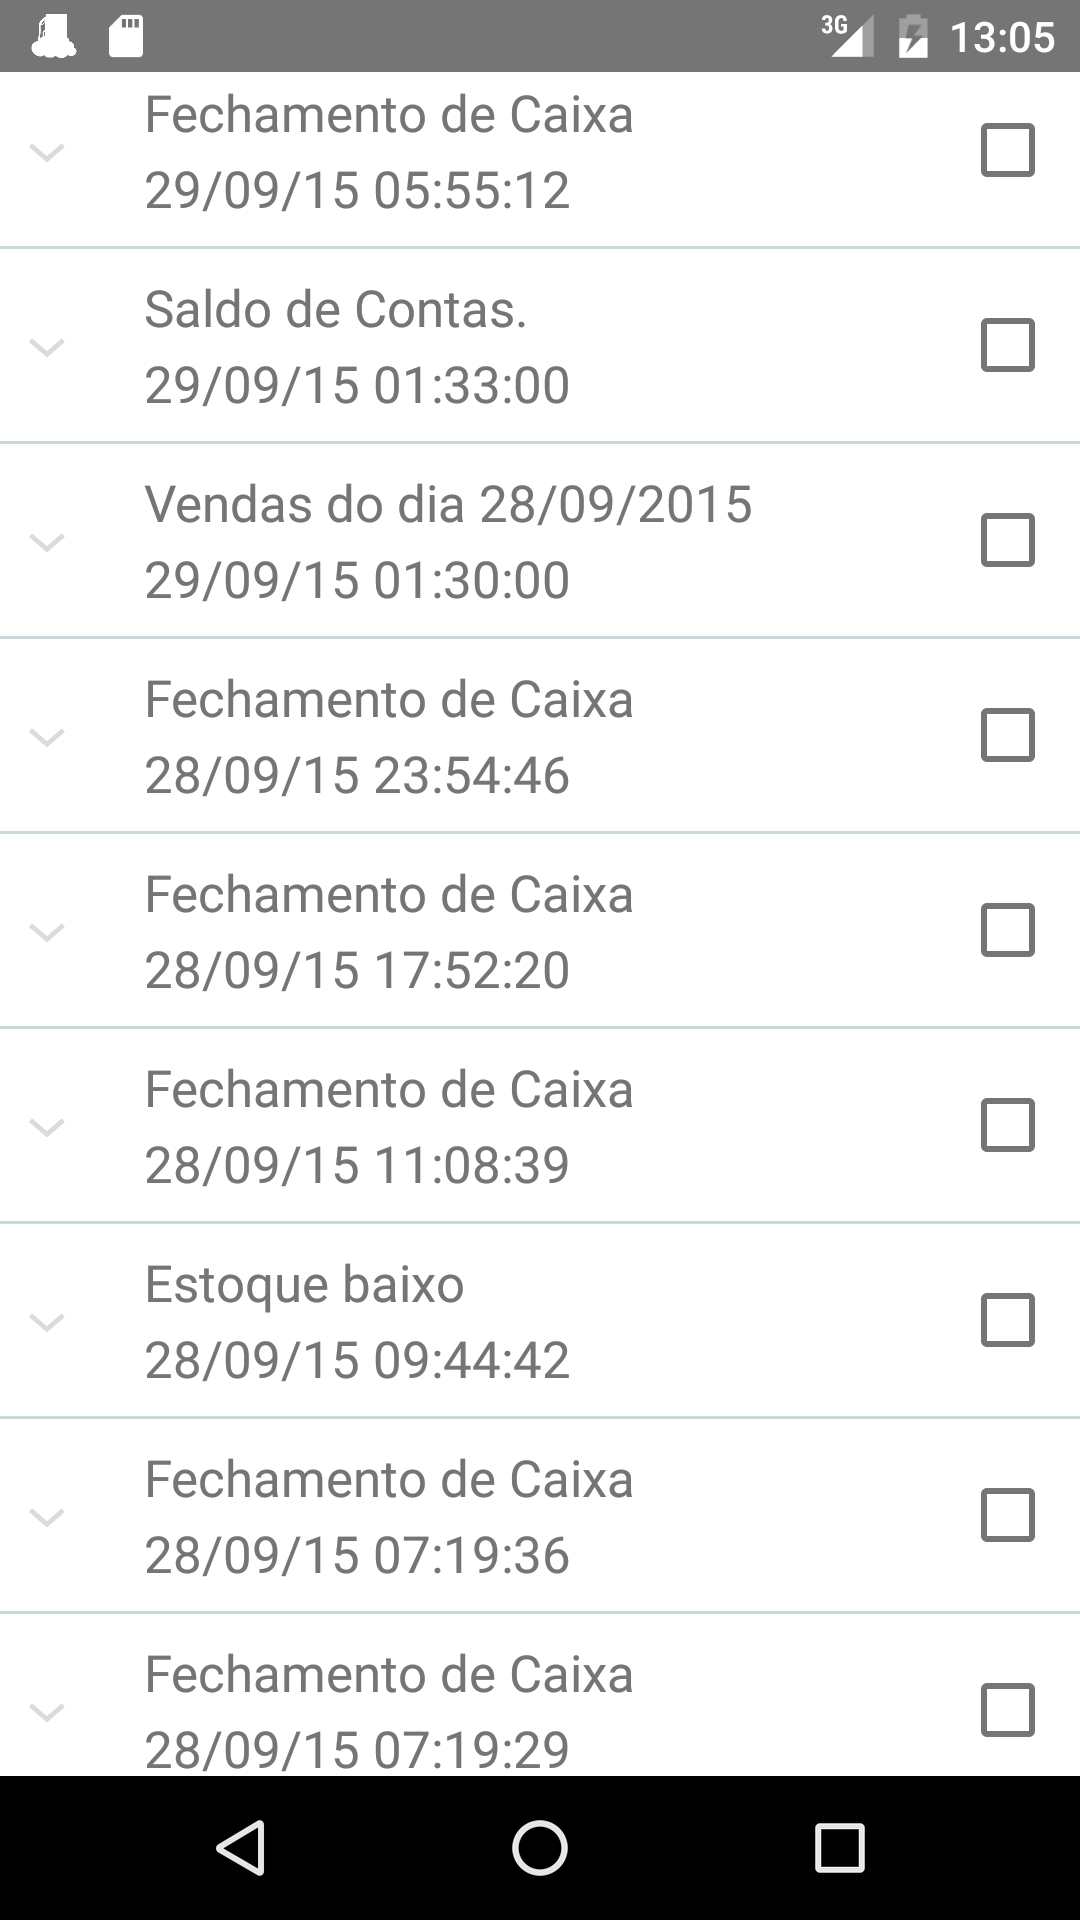 3G 13:05
Fechamento de Caixa
29/09/15 05:55:12
Saldo de Contas.
29/09/15 01:33:00
Vendas do dia 28/09/2015
29/09/15 01:30:00
Fechamento de Caixa
28/09/15 23:54:46
Fechamento de Caixa
28/09/15 17:52:20
Fechamento de Caixa
28/09/15 11:08:39
Estoque baixo
28/09/15 09:44:42
Fechamento de Caixa
28/09/15 07:19:36
Fechamento de Caixa
28/09/15 07:19:29